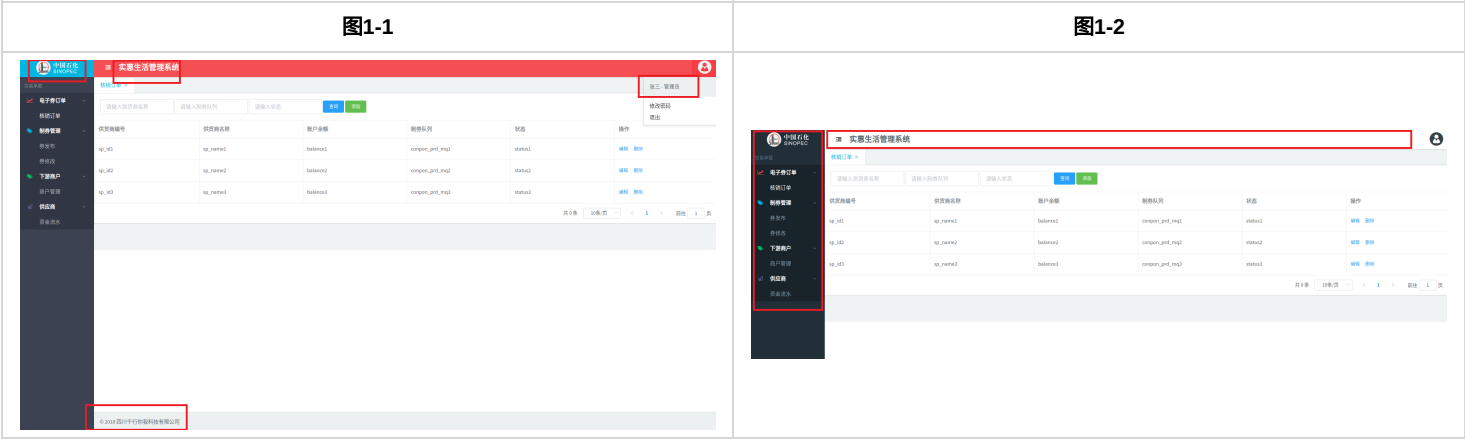 图1-1
图1-2
中国石化
SINOPEC
实惠生活管理系统
核销订单 ×
张三 - 管理员
修改密码
退出
电子券订单
核销订单
制券管理
券发布
券修改
下游商户
商户管理
供应商
资金流水
请输入供货商名称
请输入制券队列
请输入状态
查询
添加
供货商编号 供货商名称 账户余额 制券队列 状态 操作
sp_id1 sp_name1 balance1 conpon_prd_mq1 status1 编辑 删除
sp_id2 sp_name2 balance2 conpon_prd_mq2 status2 编辑 删除
sp_id3 sp_name3 balance3 conpon_prd_mq3 status3 编辑 删除
共 0 条 10条/页 1 前往 1 页
中国石化
SINOPEC
实惠生活管理系统
核销订单 ×
电子券订单
核销订单
制券管理
券发布
券修改
下游商户
商户管理
供应商
资金流水
请输入供货商名称
请输入制券队列
请输入状态
查询
添加
供货商编号 供货商名称 账户余额 制券队列 状态 操作
sp_id1 sp_name1 balance1 conpon_prd_mq1 status1 编辑 删除
sp_id2 sp_name2 balance2 conpon_prd_mq2 status2 编辑 删除
sp_id3 sp_name3 balance3 conpon_prd_mq3 status3 编辑 删除
共 0 条 10条/页 1 前往 1 页